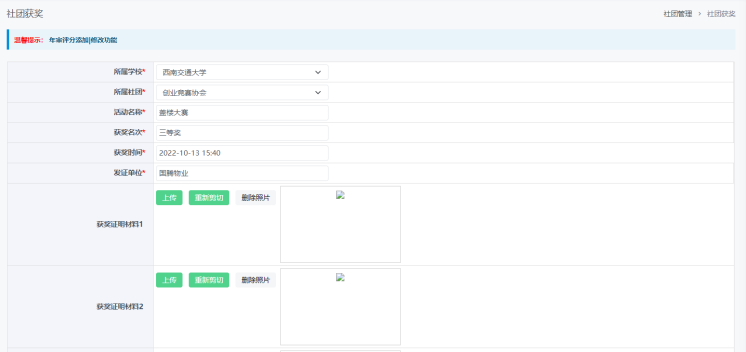 社团获奖
社团管理 › 社团获奖
温馨提示: 年审评分添加|修改功能
所属学校* 西南交通大学
所属社团* 创业竞赛协会
活动名称* 盖楼大赛
获奖名次* 三等奖
获奖时间* 2022-10-13 15:40
发证单位* 国腾物业
获奖证明材料1 上传 重新剪切 删除照片
获奖证明材料2 上传 重新剪切 删除照片